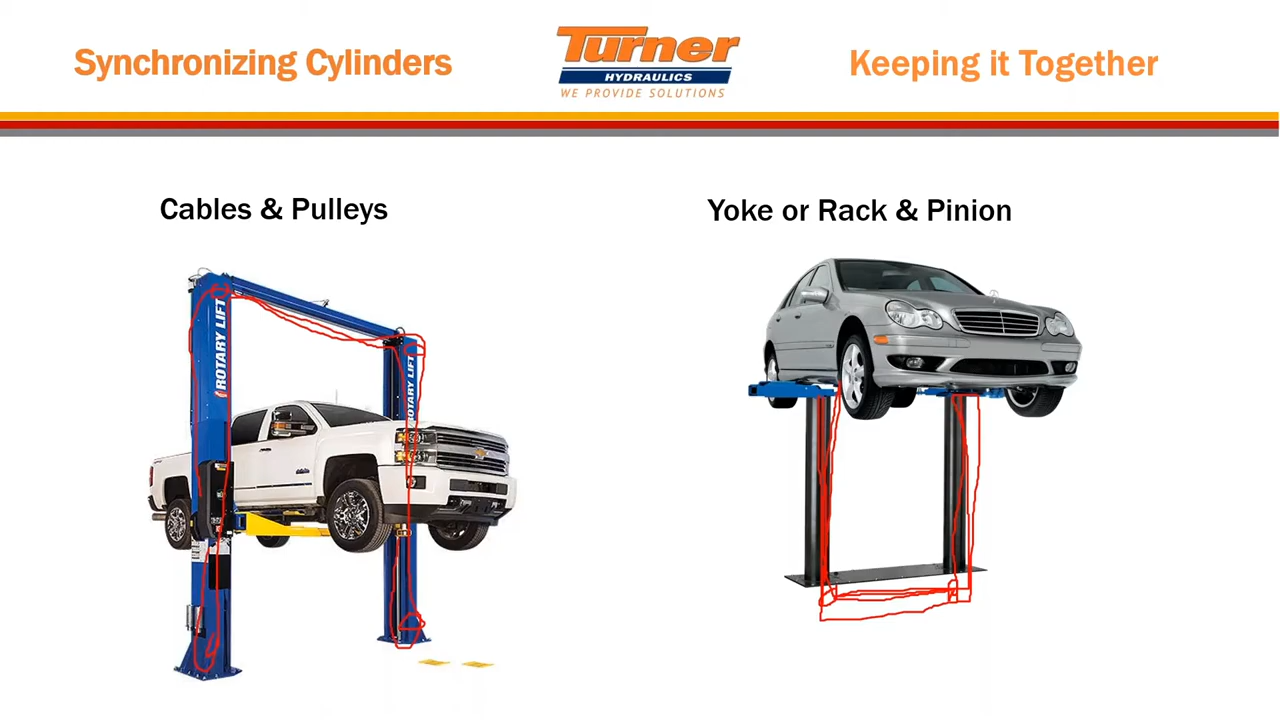 Synchronizing Cylinders
Turner
HYDRAULICS
WE PROVIDE SOLUTIONS
Keeping it Together
Cables & Pulleys
Yoke or Rack & Pinion
ROTARY LIFT
ROTARY LIFT